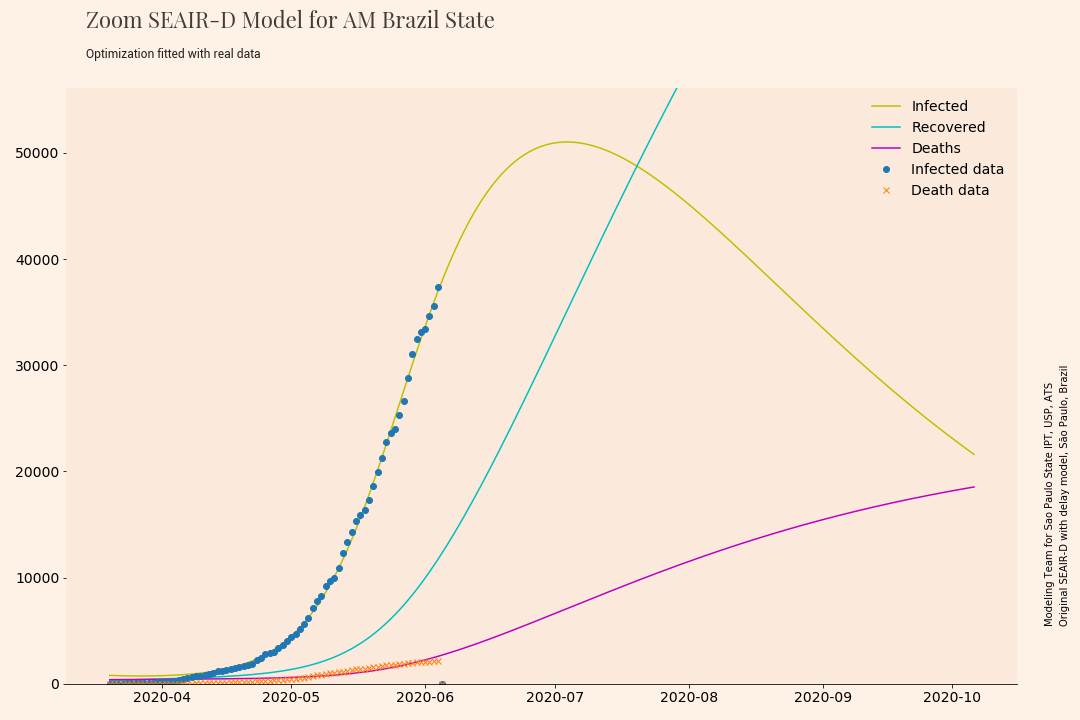 Zoom SEAIR-D Model for AM Brazil State
Optimization fitted with real data
Infected
Recovered
Deaths
Infected data
Death data
50000
40000
30000
20000
10000
0
2020-04
2020-05
2020-06
2020-07
2020-08
2020-09
2020-10
Modeling Team for Sao Paulo State IPT, USP, ATS
Original SEAIR-D with delay model, São Paulo, Brazil